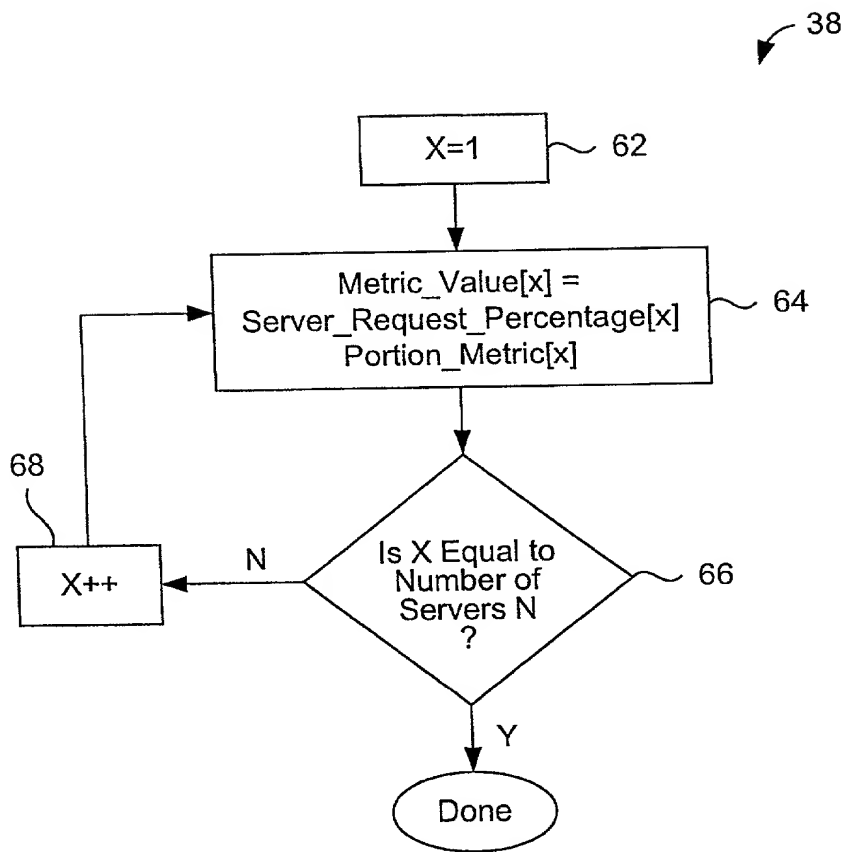 38
X=1
62
Metric_Value[x] =
Server_Request_Percentage[x]
Portion_Metric[x]
64
68
N
X++
Is X Equal to
Number of
Servers N
?
66
Y
Done